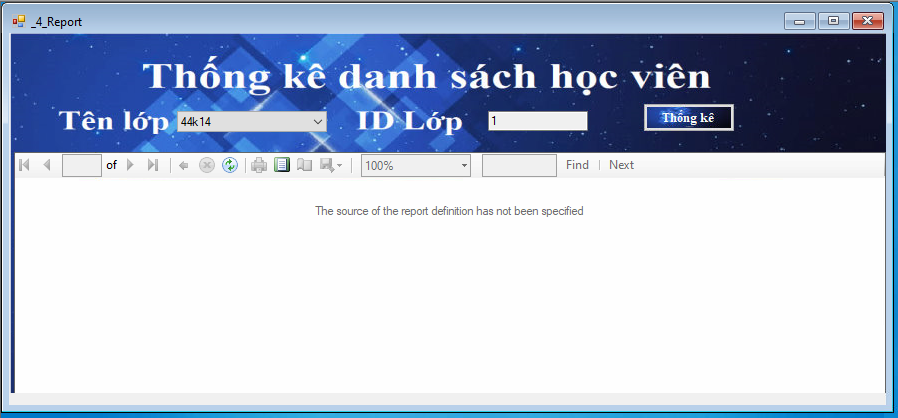 _4_Report
Thống kê danh sách học viên
Tên lớp 44k14 ID Lớp 1 Thống kê
of 100% Find Next
The source of the report definition has not been specified